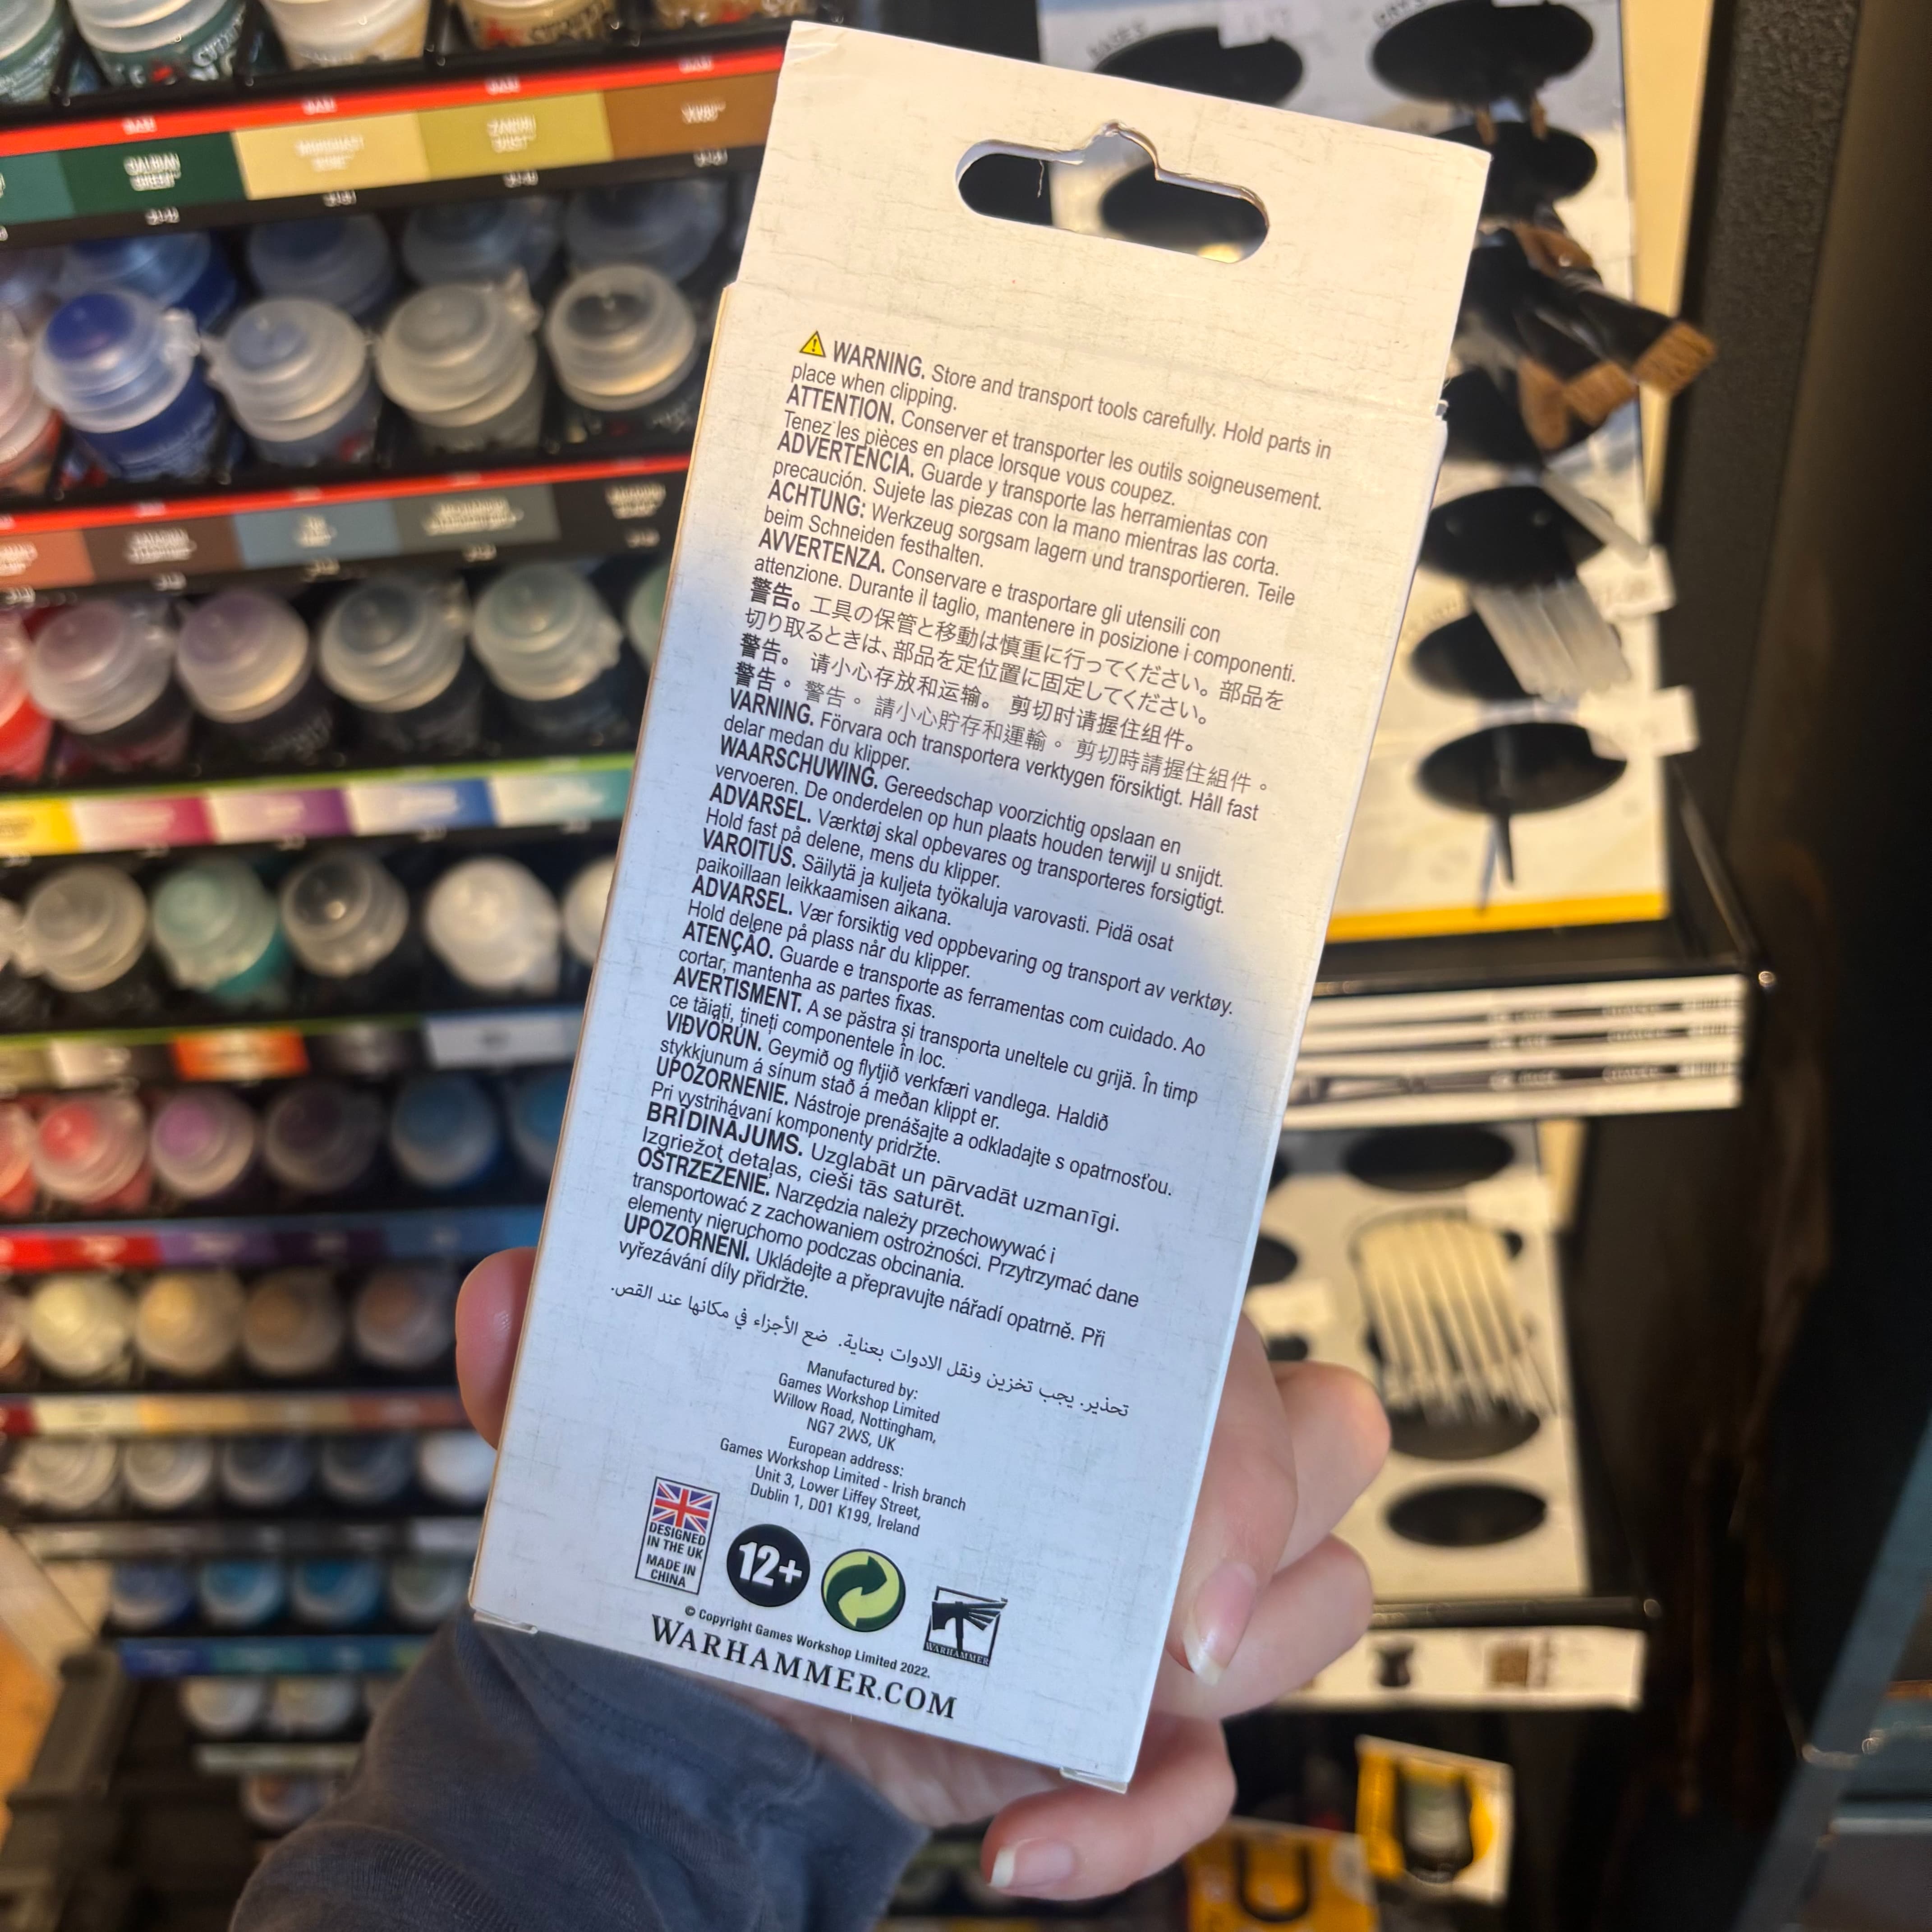 WARNING. Store and transport tools carefully. Hold parts in
place when clipping.
ATTENTION. Conserver et transporter les outils soigneusement.
Tenez les pièces en place lorsque vous coupez.
ADVERTENCIA. Guarde y transporte las herramientas con
precaución. Sujete las piezas con la mano mientras las corta.
ACHTUNG: Werkzeug sorgsam lagern und transportieren. Teile
beim Schneiden festhalten.
AVVERTENZA. Conservare e trasportare gli utensili con
attenzione. Durante il taglio, mantenere in posizione i componenti.
警告。工具の保管と移動は慎重に行ってください。部品を
切り取るときは、部品を定位置に固定してください。
警告。 请小心存放和运输。 剪切时请握住组件。
警告。警告。請小心貯存和運輸。剪切時請握住組件。
VARNING. Förvara och transportera verktygen försiktigt. Håll fast
delar medan du klipper.
WAARSCHUWING. Gereedschap voorzichtig opslaan en
vervoeren. De onderdelen op hun plaats houden terwijl u snijdt.
ADVARSEL. Værktøj skal opbevares og transporteres forsigtigt.
Hold fast på delene, mens du klipper.
VAROITUS. Säilytä ja kuljeta työkaluja varovasti. Pidä osat
paikoillaan leikkaamisen aikana.
ADVARSEL. Vær forsiktig ved oppbevaring og transport av verktøy.
Hold delene på plass når du klipper.
ATENÇÃO. Guarde e transporte as ferramentas com cuidado. Ao
cortar, mantenha as partes fixas.
AVERTISMENT. A se păstra și transporta uneltele cu grijă. În timp
ce tăiați, țineți componentele în loc.
VIÐVÖRUN. Geymið og flytjið verkfæri vandlega. Haldið
stykkjunum á sínum stað á meðan klippt er.
UPOZORNENIE. Nástroje prenášajte a odkladajte s opatrnosťou.
Pri vystrihávaní komponenty pridržte.
BRĪDINĀJUMS. Uzglabāt un pārvadāt uzmanīgi.
Izgriežot detaļas, cieši tās saturēt.
OSTRZEŻENIE. Narzędzia należy przechowywać i
transportować z zachowaniem ostrożności. Przytrzymać dane
elementy nieruchomo podczas obcinania.
UPOZORNĚNÍ. Ukládejte a přepravujte nářadí opatrně. Při
vyřezávání díly přidržte.
تحذير. يجب تخزين ونقل الادوات بعناية. ضع الأجزاء في مكانها عند القص.
Manufactured by:
Games Workshop Limited
Willow Road, Nottingham,
NG7 2WS, UK
European address:
Games Workshop Limited - Irish branch
Unit 3, Lower Liffey Street,
Dublin 1, D01 K199, Ireland
DESIGNED
IN THE UK
MADE IN
CHINA
12+
WARHAMMER
© Copyright Games Workshop Limited 2022.
WARHAMMER.COM